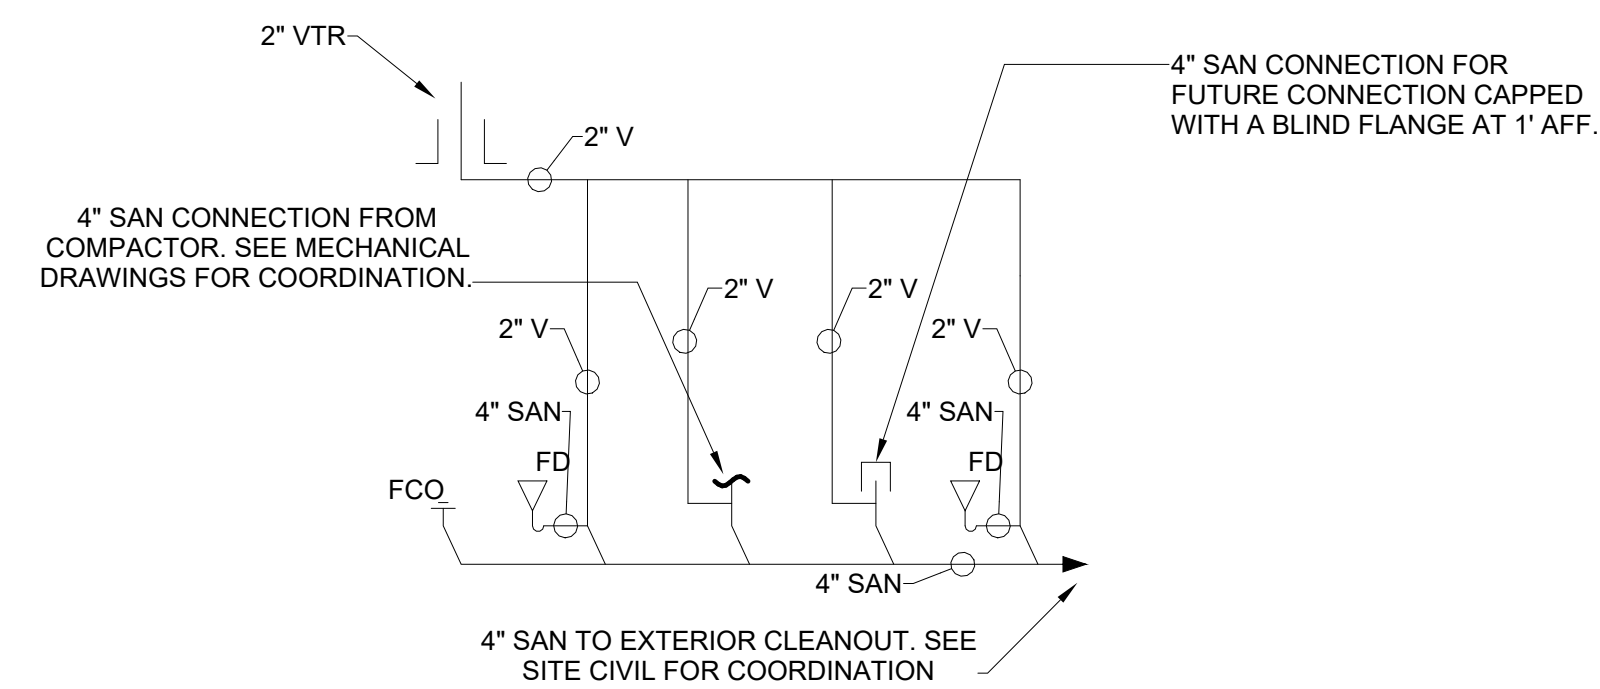 2" VTR
4" SAN CONNECTION FOR
FUTURE CONNECTION CAPPED
WITH A BLIND FLANGE AT 1' AFF.
2" V
4" SAN CONNECTION FROM
COMPACTOR. SEE MECHANICAL
DRAWINGS FOR COORDINATION.
2" V
2" V
2" V
2" V
4" SAN
4" SAN
FD
FD
FCO
4" SAN
4" SAN TO EXTERIOR CLEANOUT. SEE
SITE CIVIL FOR COORDINATION